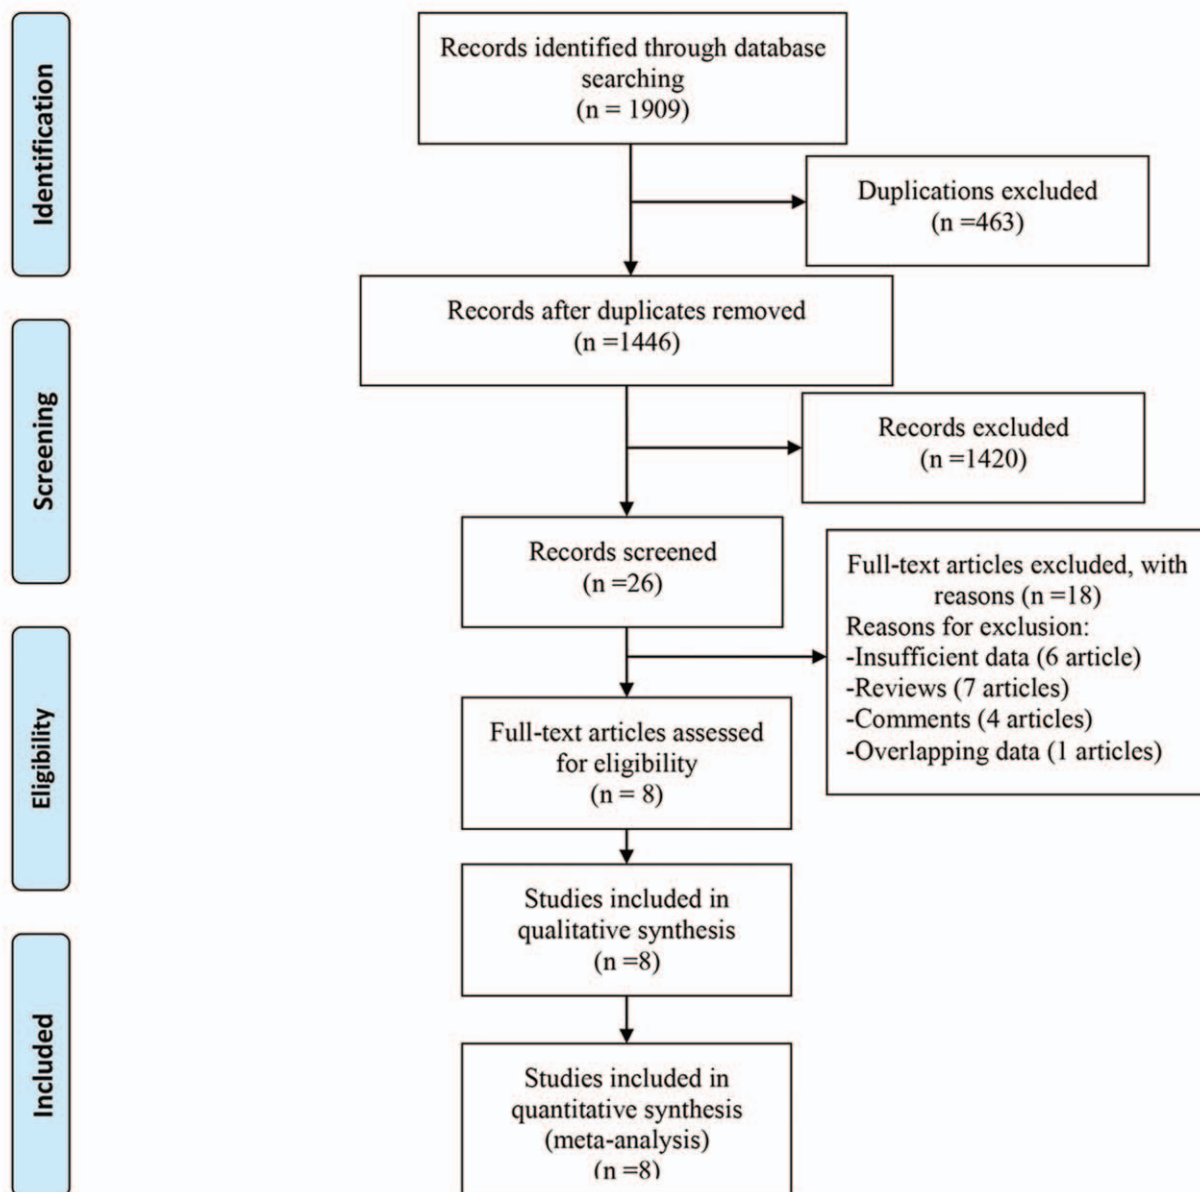 Identification
Records identified through database
searching
(n = 1909)
Duplications excluded
(n =463)
Records after duplicates removed
(n =1446)
Screening
Records excluded
(n =1420)
Records screened
(n =26)
Full-text articles excluded, with
reasons (n =18)
Reasons for exclusion:
-Insufficient data (6 article)
-Reviews (7 articles)
-Comments (4 articles)
-Overlapping data (1 articles)
Eligibility
Full-text articles assessed
for eligibility
(n = 8)
Studies included in
qualitative synthesis
(n =8)
Included
Studies included in
quantitative synthesis
(meta-analysis)
(n =8)